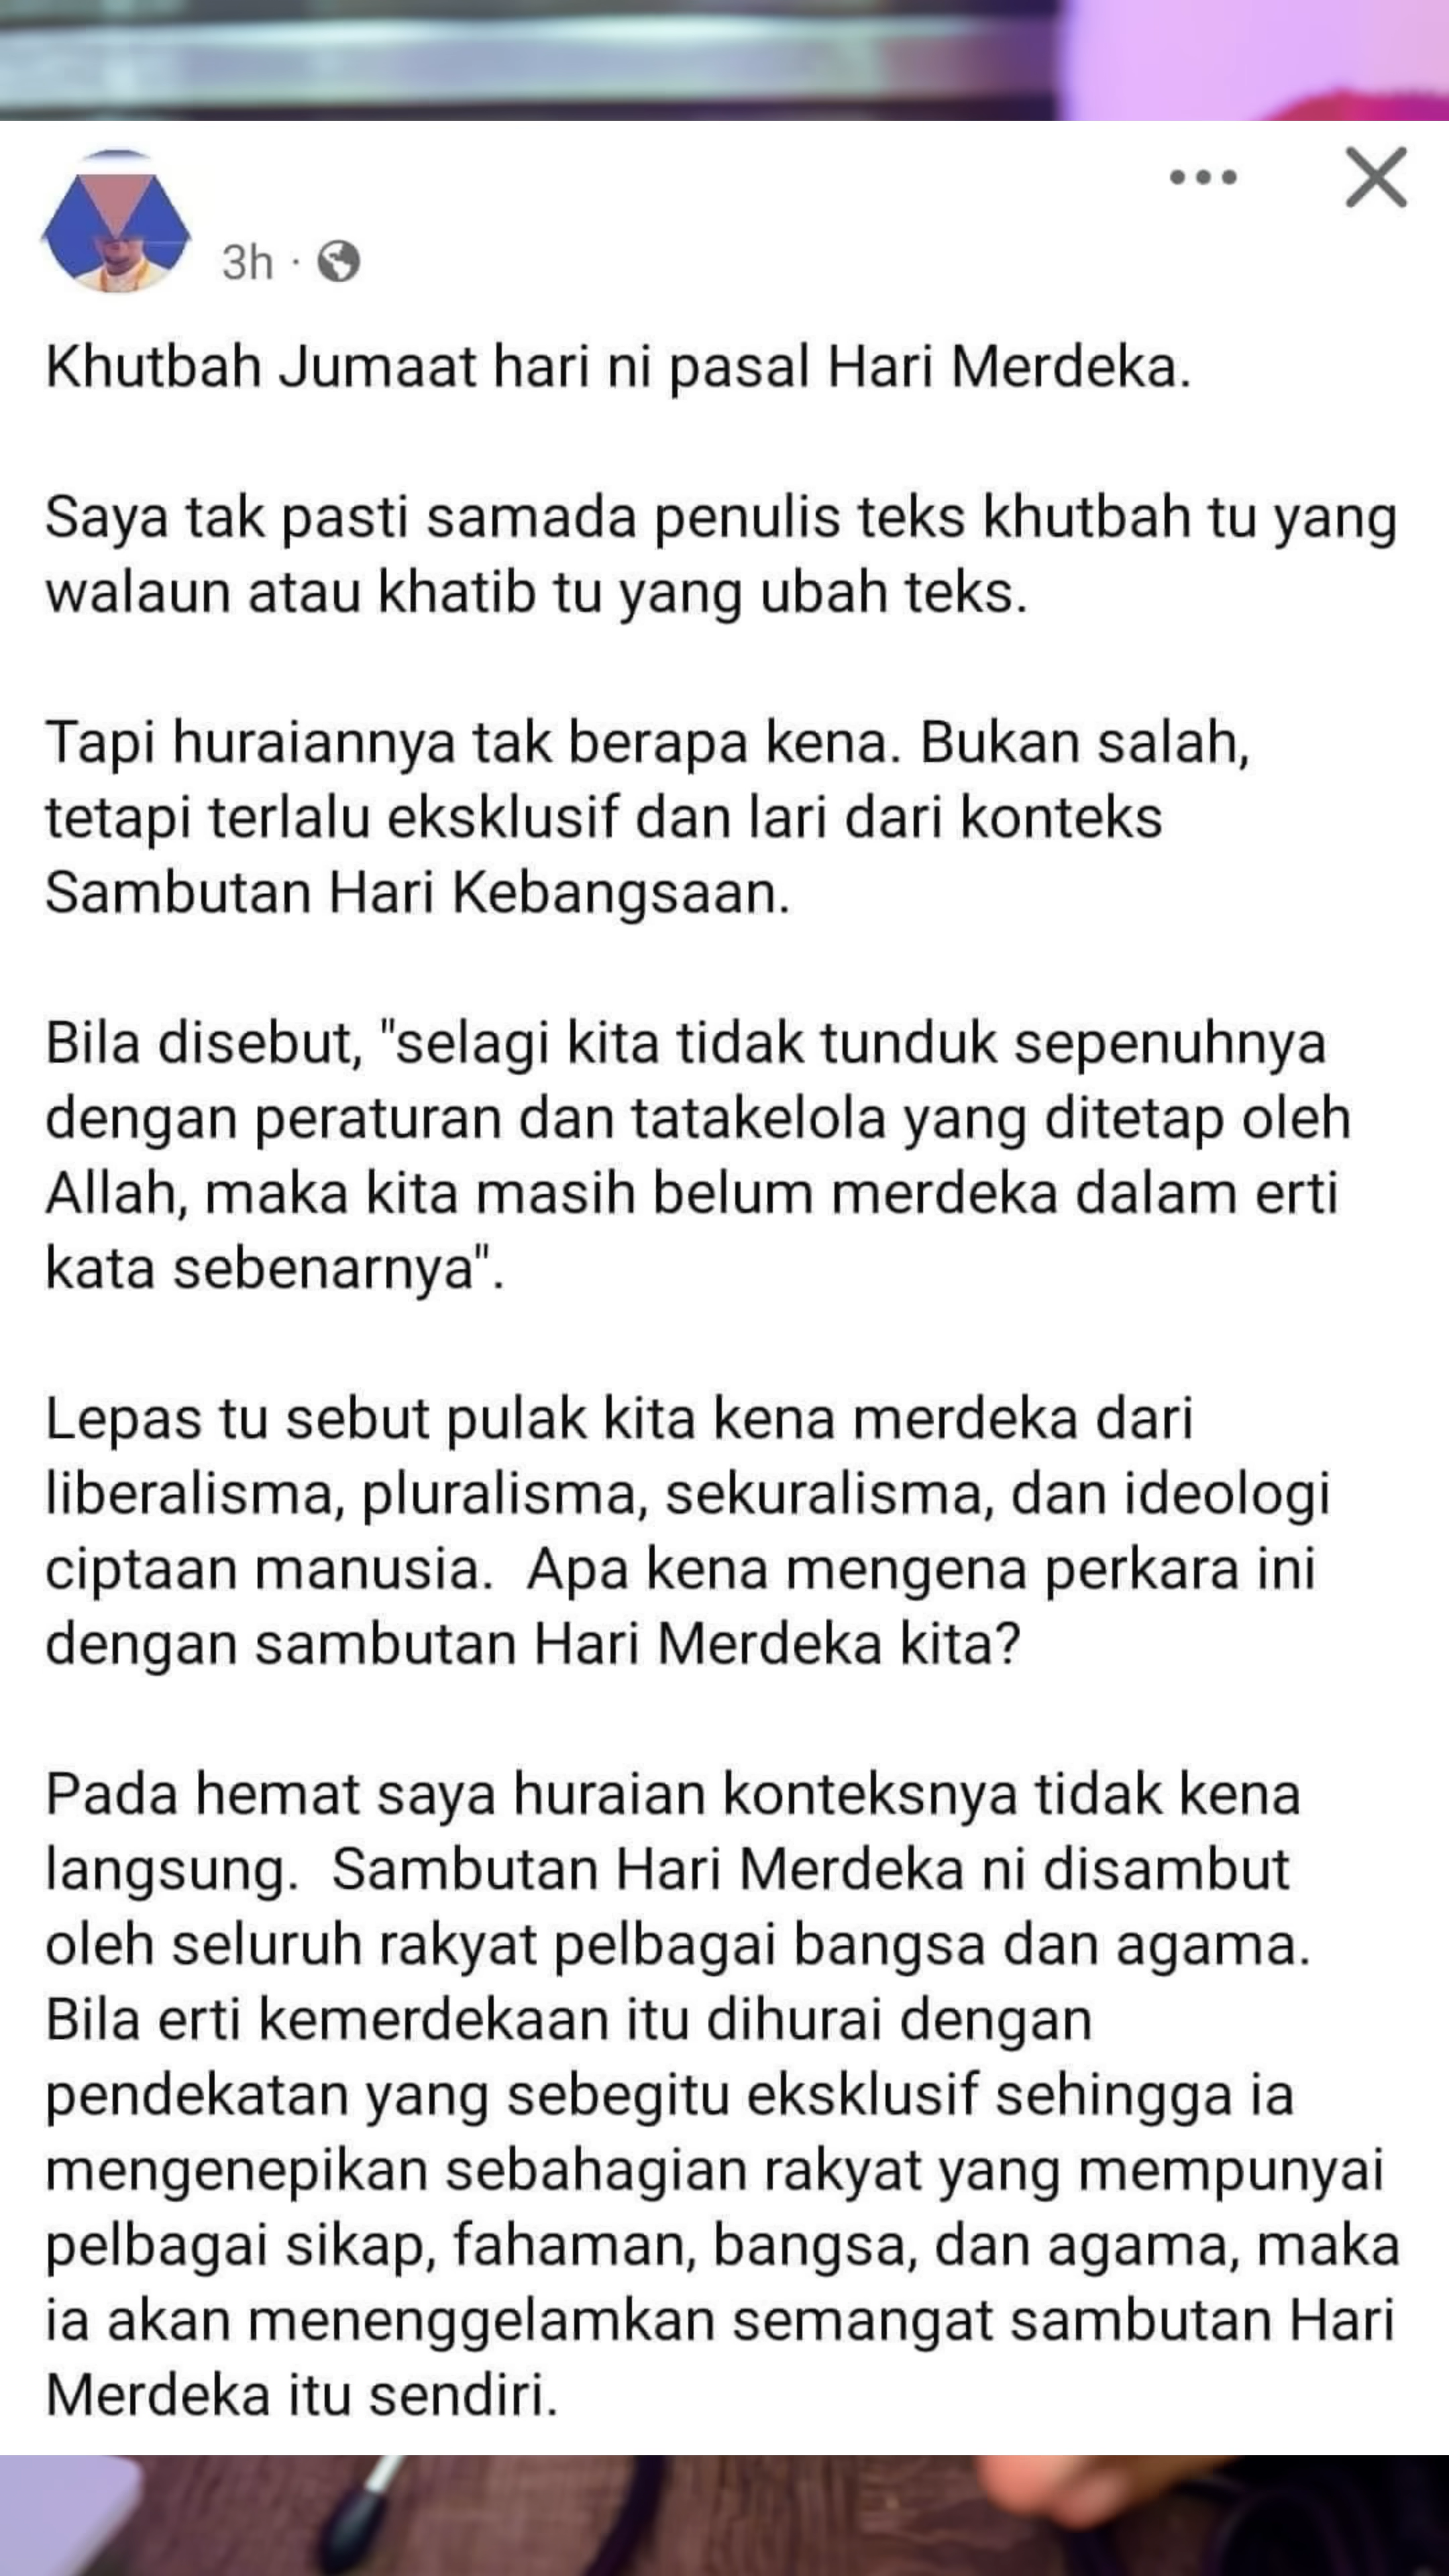 3h ·
Khutbah Jumaat hari ni pasal Hari Merdeka.
Saya tak pasti samada penulis teks khutbah tu yang
walaun atau khatib tu yang ubah teks.
Tapi huraiannya tak berapa kena. Bukan salah,
tetapi terlalu eksklusif dan lari dari konteks
Sambutan Hari Kebangsaan.
Bila disebut, "selagi kita tidak tunduk sepenuhnya
dengan peraturan dan tatakelola yang ditetap oleh
Allah, maka kita masih belum merdeka dalam erti
kata sebenarnya".
Lepas tu sebut pulak kita kena merdeka dari
liberalisma, pluralisma, sekuralisma, dan ideologi
ciptaan manusia.  Apa kena mengena perkara ini
dengan sambutan Hari Merdeka kita?
Pada hemat saya huraian konteksnya tidak kena
langsung.  Sambutan Hari Merdeka ni disambut
oleh seluruh rakyat pelbagai bangsa dan agama.
Bila erti kemerdekaan itu dihurai dengan
pendekatan yang sebegitu eksklusif sehingga ia
mengenepikan sebahagian rakyat yang mempunyai
pelbagai sikap, fahaman, bangsa, dan agama, maka
ia akan menenggelamkan semangat sambutan Hari
Merdeka itu sendiri.